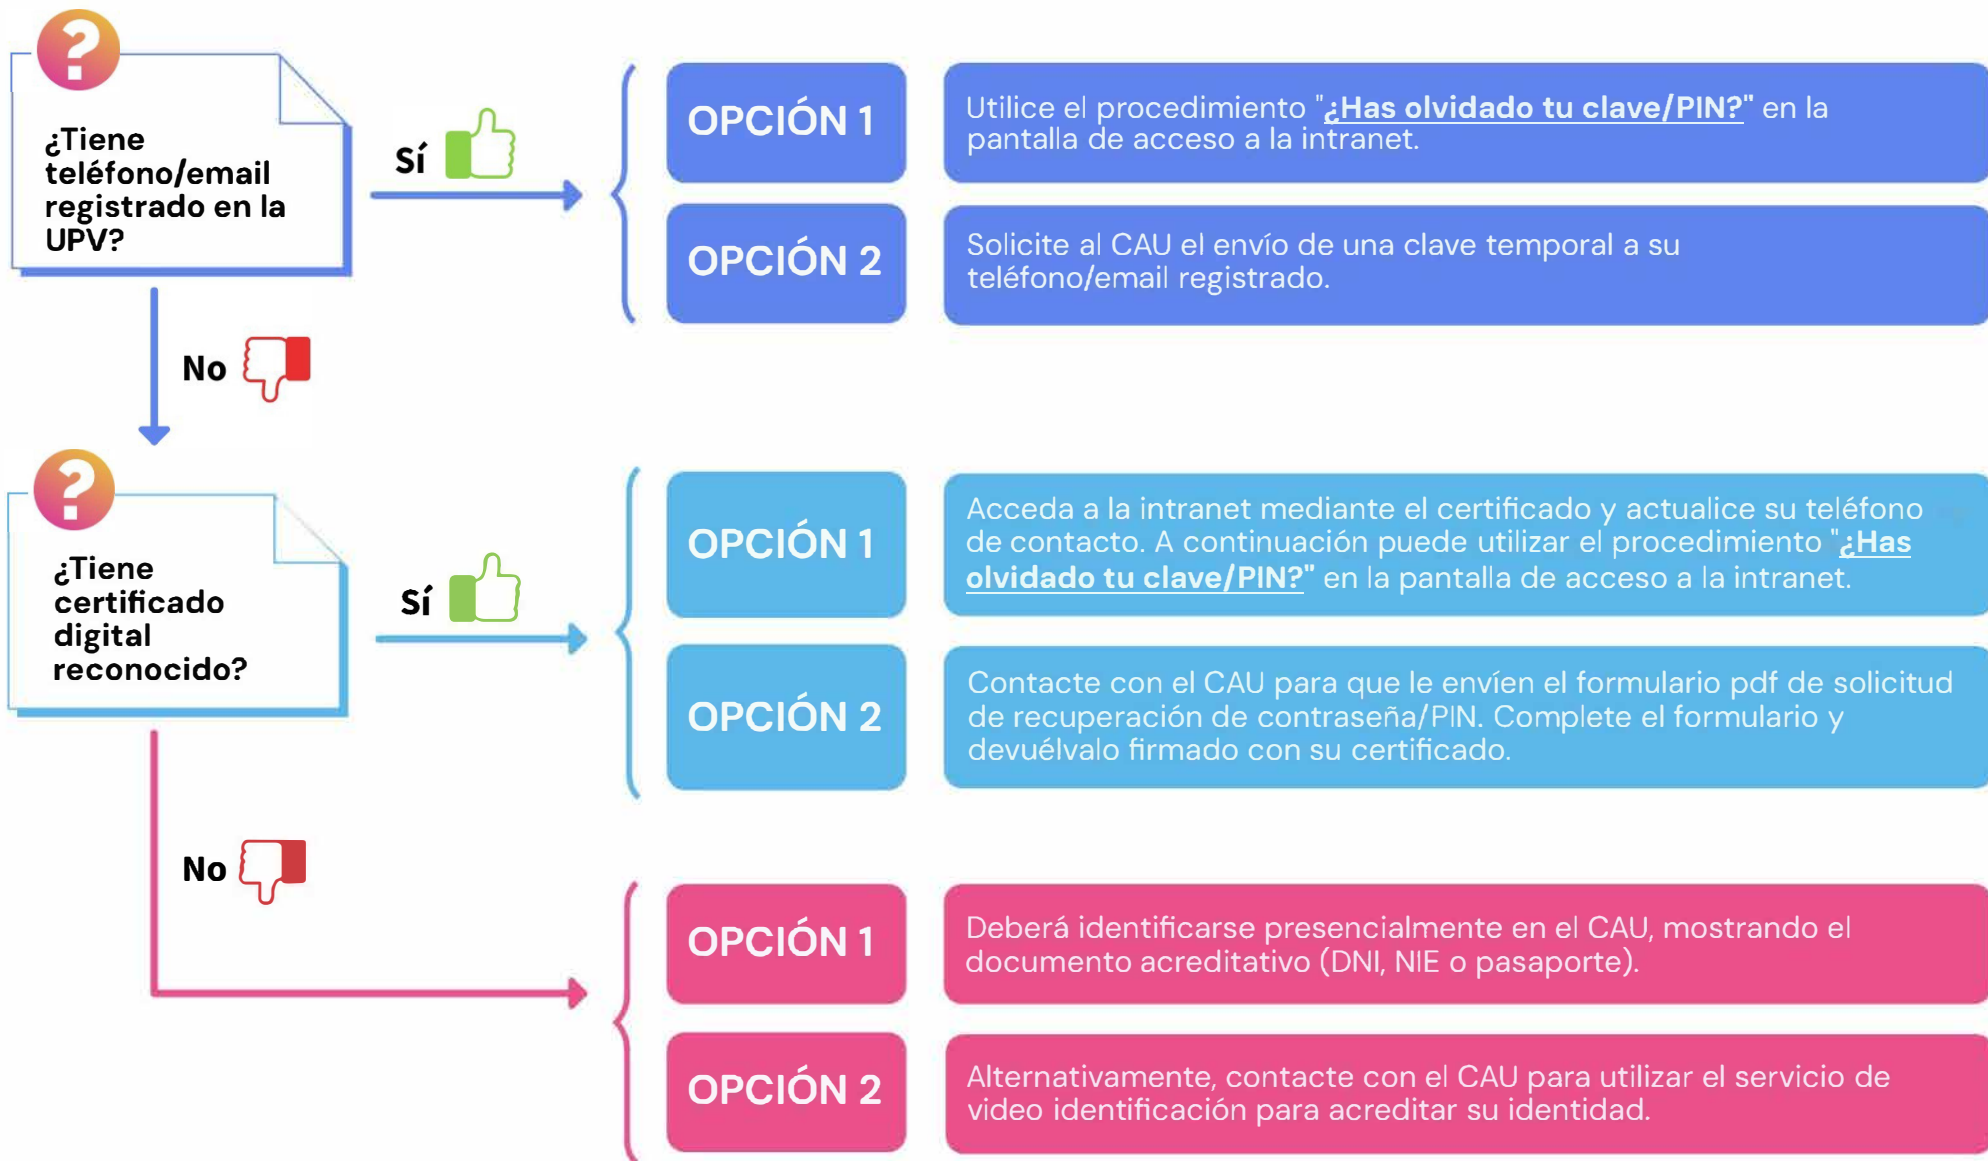 ?
¿Tiene
teléfono/email
registrado en la
UPV?
Sí
OPCIÓN 1
Utilice el procedimiento "¿Has olvidado tu clave/PIN?" en la
pantalla de acceso a la intranet.
OPCIÓN 2
Solicite al CAU el envío de una clave temporal a su
teléfono/email registrado.
No
?
¿Tiene
certificado
digital
reconocido?
Sí
OPCIÓN 1
Acceda a la intranet mediante el certificado y actualice su teléfono
de contacto. A continuación puede utilizar el procedimiento "¿Has
olvidado tu clave/PIN?" en la pantalla de acceso a la intranet.
OPCIÓN 2
Contacte con el CAU para que le envíen el formulario pdf de solicitud
de recuperación de contraseña/PIN. Complete el formulario y
devuélvalo firmado con su certificado.
No
OPCIÓN 1
Deberá identificarse presencialmente en el CAU, mostrando el
documento acreditativo (DNI, NIE o pasaporte).
OPCIÓN 2
Alternativamente, contacte con el CAU para utilizar el servicio de
video identificación para acreditar su identidad.